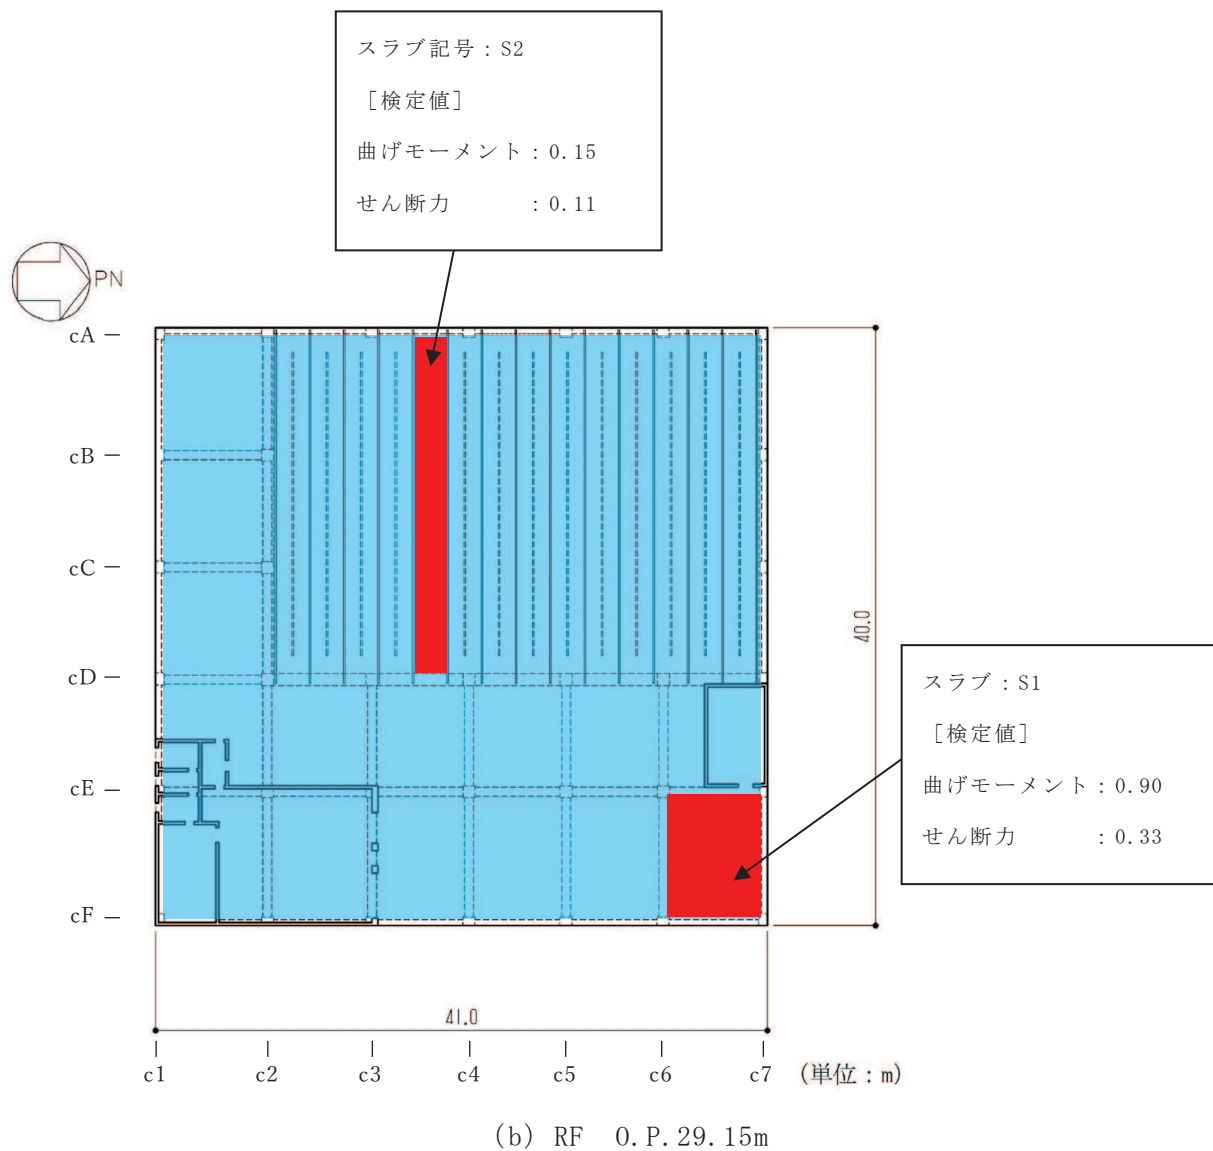 スラブ記号：S2
［検定値］
曲げモーメント：0.15
せん断力　　　：0.11
PN
cA
cB
cC
cD
cE
cF
40.0
スラブ：S1
［検定値］
曲げモーメント：0.90
せん断力　　　：0.33
41.0
c1 c2 c3 c4 c5 c6 c7 (単位：m)
(b) RF　O.P.29.15m